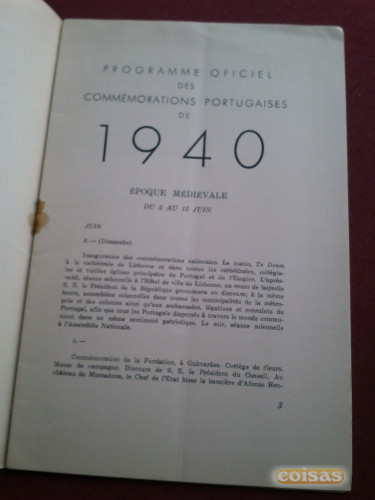 PROGRAMME OFICIEL
DES
COMMÉMORATIONS PORTUGAISES
DE
1940
ÉPOQUE MÉDIÉVALE
DU 2 AU 15 JUIN
JUIN
2.— (Dimanche)
Inauguration des commémorations nationales. Le matin, Te Deum
à la cathédrale de Lisbonne et dans toutes les cathédrales, collégia-
les et vieilles églises principales du Portugal et de l'Empire. L'après-
-midi, séance solennelle à l'Hôtel de ville de Lisbonne, au cours de laquelle
S. E. le Président de la République prononcera un discours; à la même
heure, assemblées solennelles dans toutes les municipalités de la métro-
pole et des colonies ainsi qu'aux ambassades, légations et consulats du
Portugal, afin que tous les Portugais dispersés à travers le monde commu-
nient dans un même sentiment patriotique. Le soir, séance solennelle
à l'Assemblée Nationale.
4.—
Commémoration de la Fondation, à Guimarães. Cortège de fleurs.
Messe de campagne. Discours de S. E. le Président du Conseil. Au
château de Mumadona, le Chef de l'Etat hisse la bannière d'Afonso Hen-
3
coisas